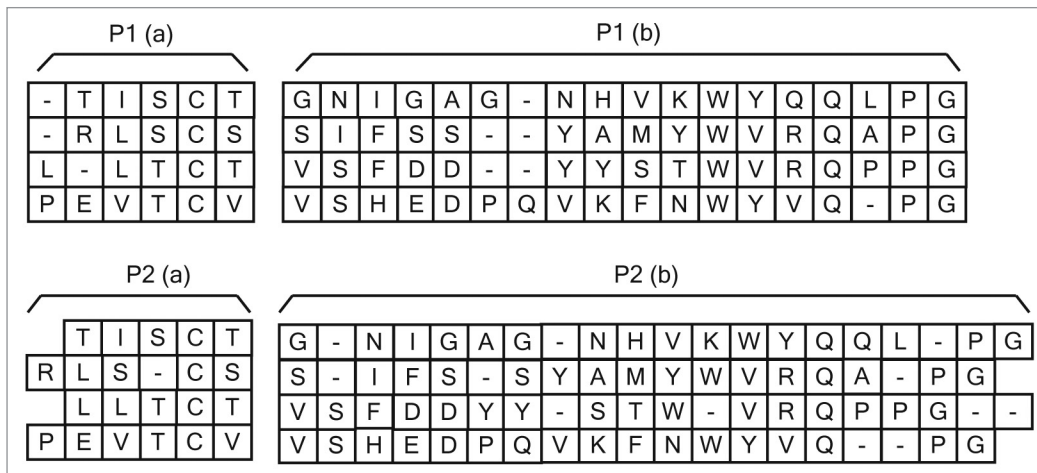 P1 (a) P1 (b)
- T I S C T G N I G A G - N H V K W Y Q Q L P G
- R L S C S S I F S S - - Y A M Y W V R Q A P G
L - L T C T V S F D D - - Y Y S T W V R Q P P G
P E V T C V V S H E D P Q V K F N W Y V Q - P G
P2 (a) P2 (b)
T I S C T G - N I G A G - N H V K W Y Q Q L - P G
R L S - C S S - I F S - S Y A M Y W V R Q A - P G
L L T C T V S F D D Y Y - S T W - V R Q P P G - -
P E V T C V V S H E D P Q V K F N W Y V Q - - P G